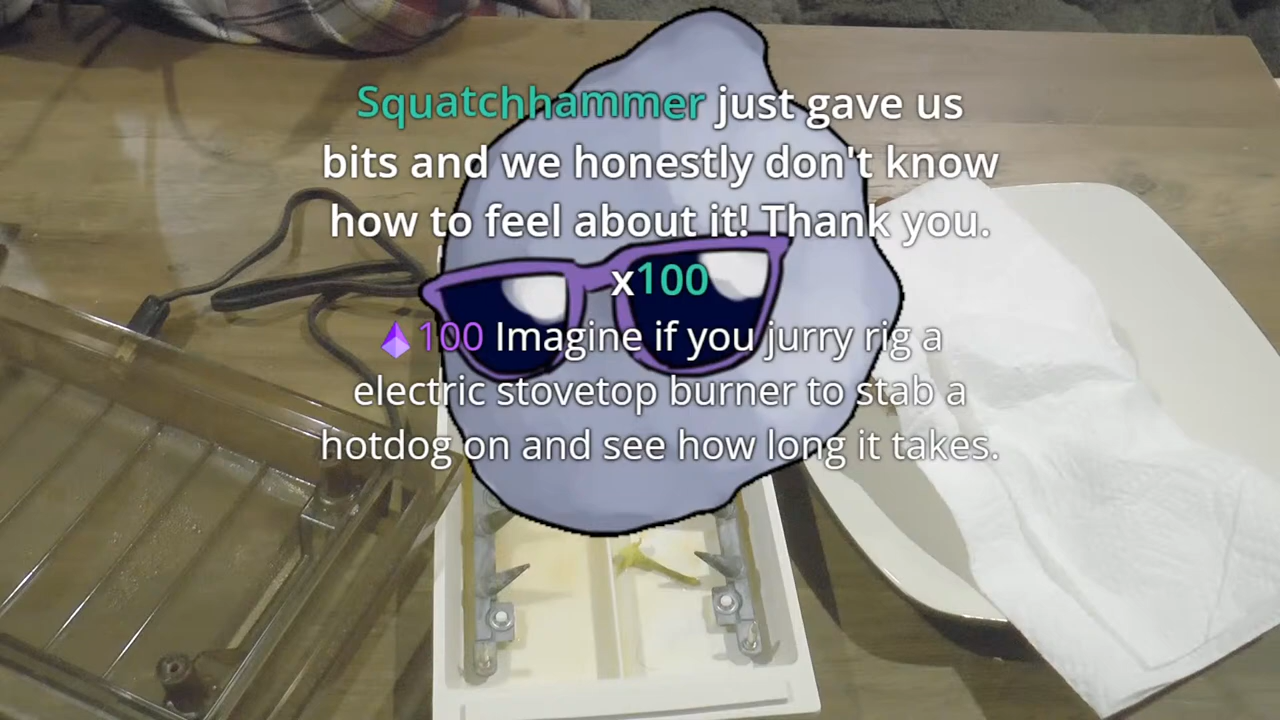 Squatchhammer just gave us
bits and we honestly don't know
how to feel about it! Thank you.
x100
100 Imagine if you jurry rig a
electric stovetop burner to stab a
hotdog on and see how long it takes.